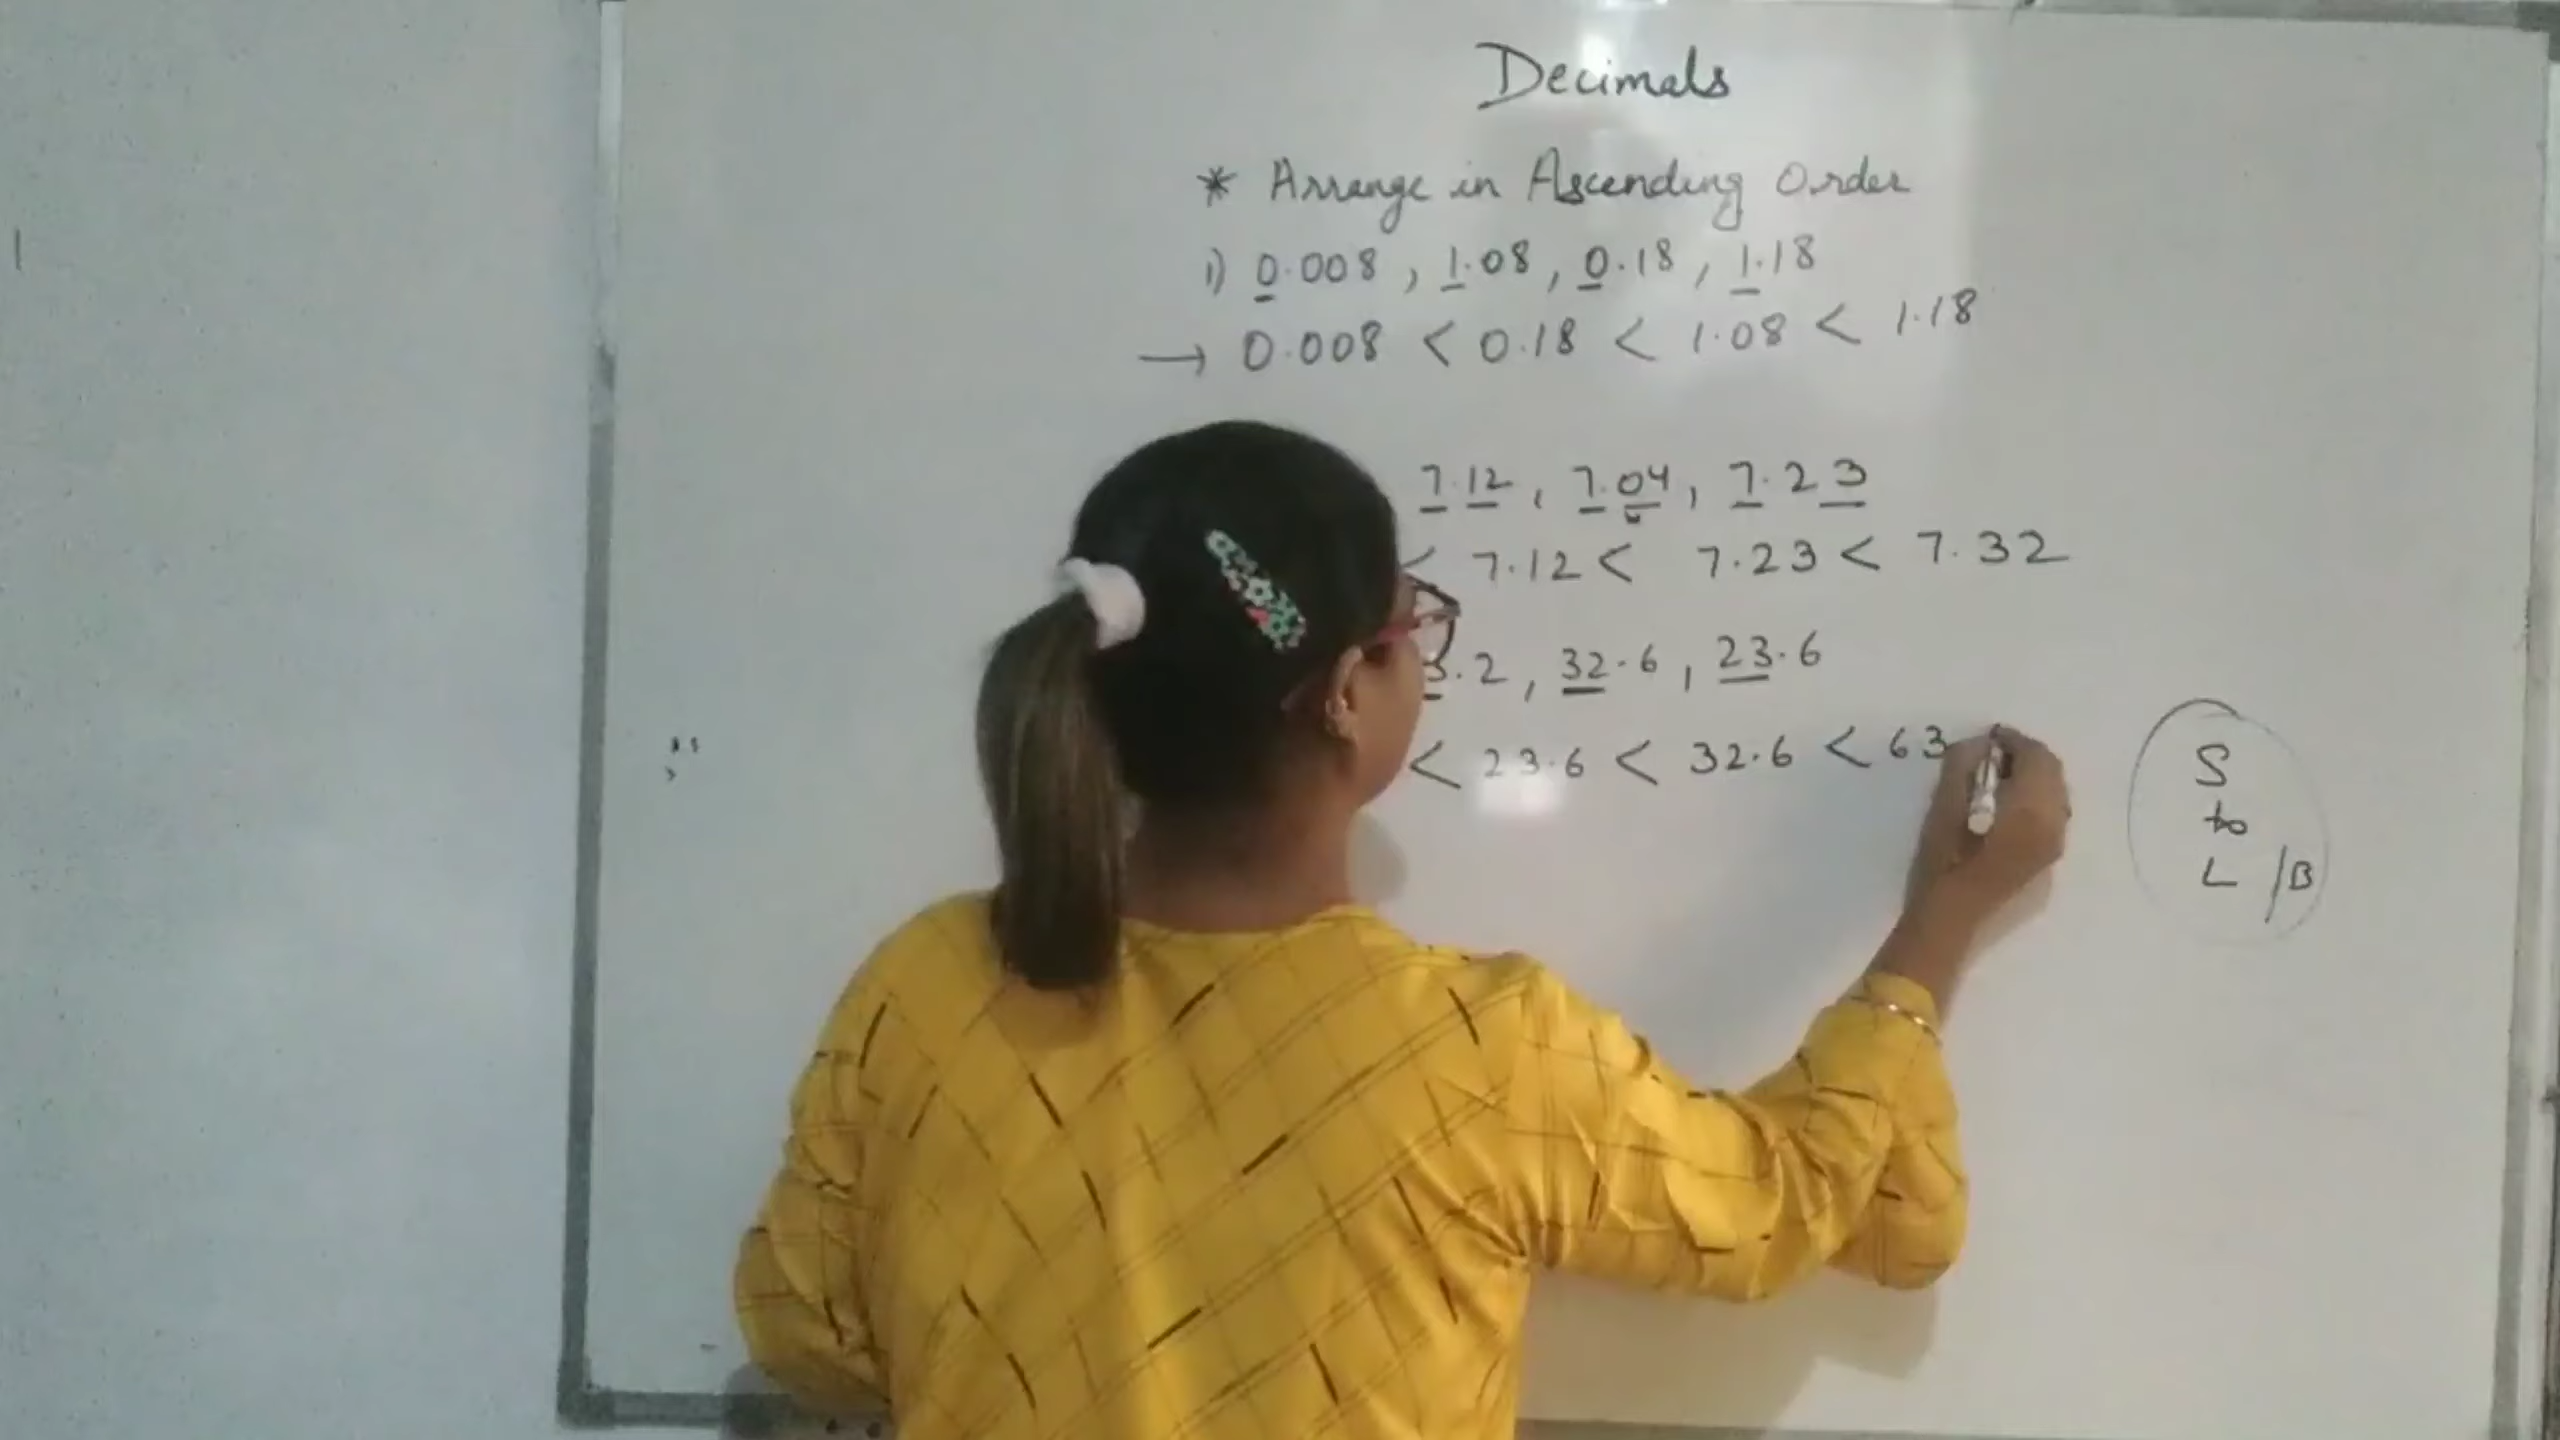 Decimals
* Arrange in Ascending Order
1) 0.008 , 1.08 , 0.18 , 1.18
→ 0.008 < 0.18 < 1.08 < 1.18
7.12 , 7.04 , 7.23
< 7.12 < 7.23 < 7.32
3.2 , 32.6 , 23.6
< 23.6 < 32.6 < 63
S
to
L /B